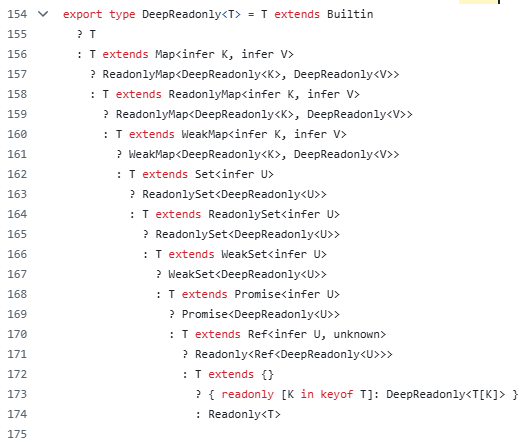 154 export type DeepReadonly<T> = T extends Builtin
155 ? T
156 : T extends Map<infer K, infer V>
157 ? ReadonlyMap<DeepReadonly<K>, DeepReadonly<V>>
158 : T extends ReadonlyMap<infer K, infer V>
159 ? ReadonlyMap<DeepReadonly<K>, DeepReadonly<V>>
160 : T extends WeakMap<infer K, infer V>
161 ? WeakMap<DeepReadonly<K>, DeepReadonly<V>>
162 : T extends Set<infer U>
163 ? ReadonlySet<DeepReadonly<U>>
164 : T extends ReadonlySet<infer U>
165 ? ReadonlySet<DeepReadonly<U>>
166 : T extends WeakSet<infer U>
167 ? WeakSet<DeepReadonly<U>>
168 : T extends Promise<infer U>
169 ? Promise<DeepReadonly<U>>
170 : T extends Ref<infer U, unknown>
171 ? Readonly<Ref<DeepReadonly<U>>>
172 : T extends {}
173 ? { readonly [K in keyof T]: DeepReadonly<T[K]> }
174 : Readonly<T>
175